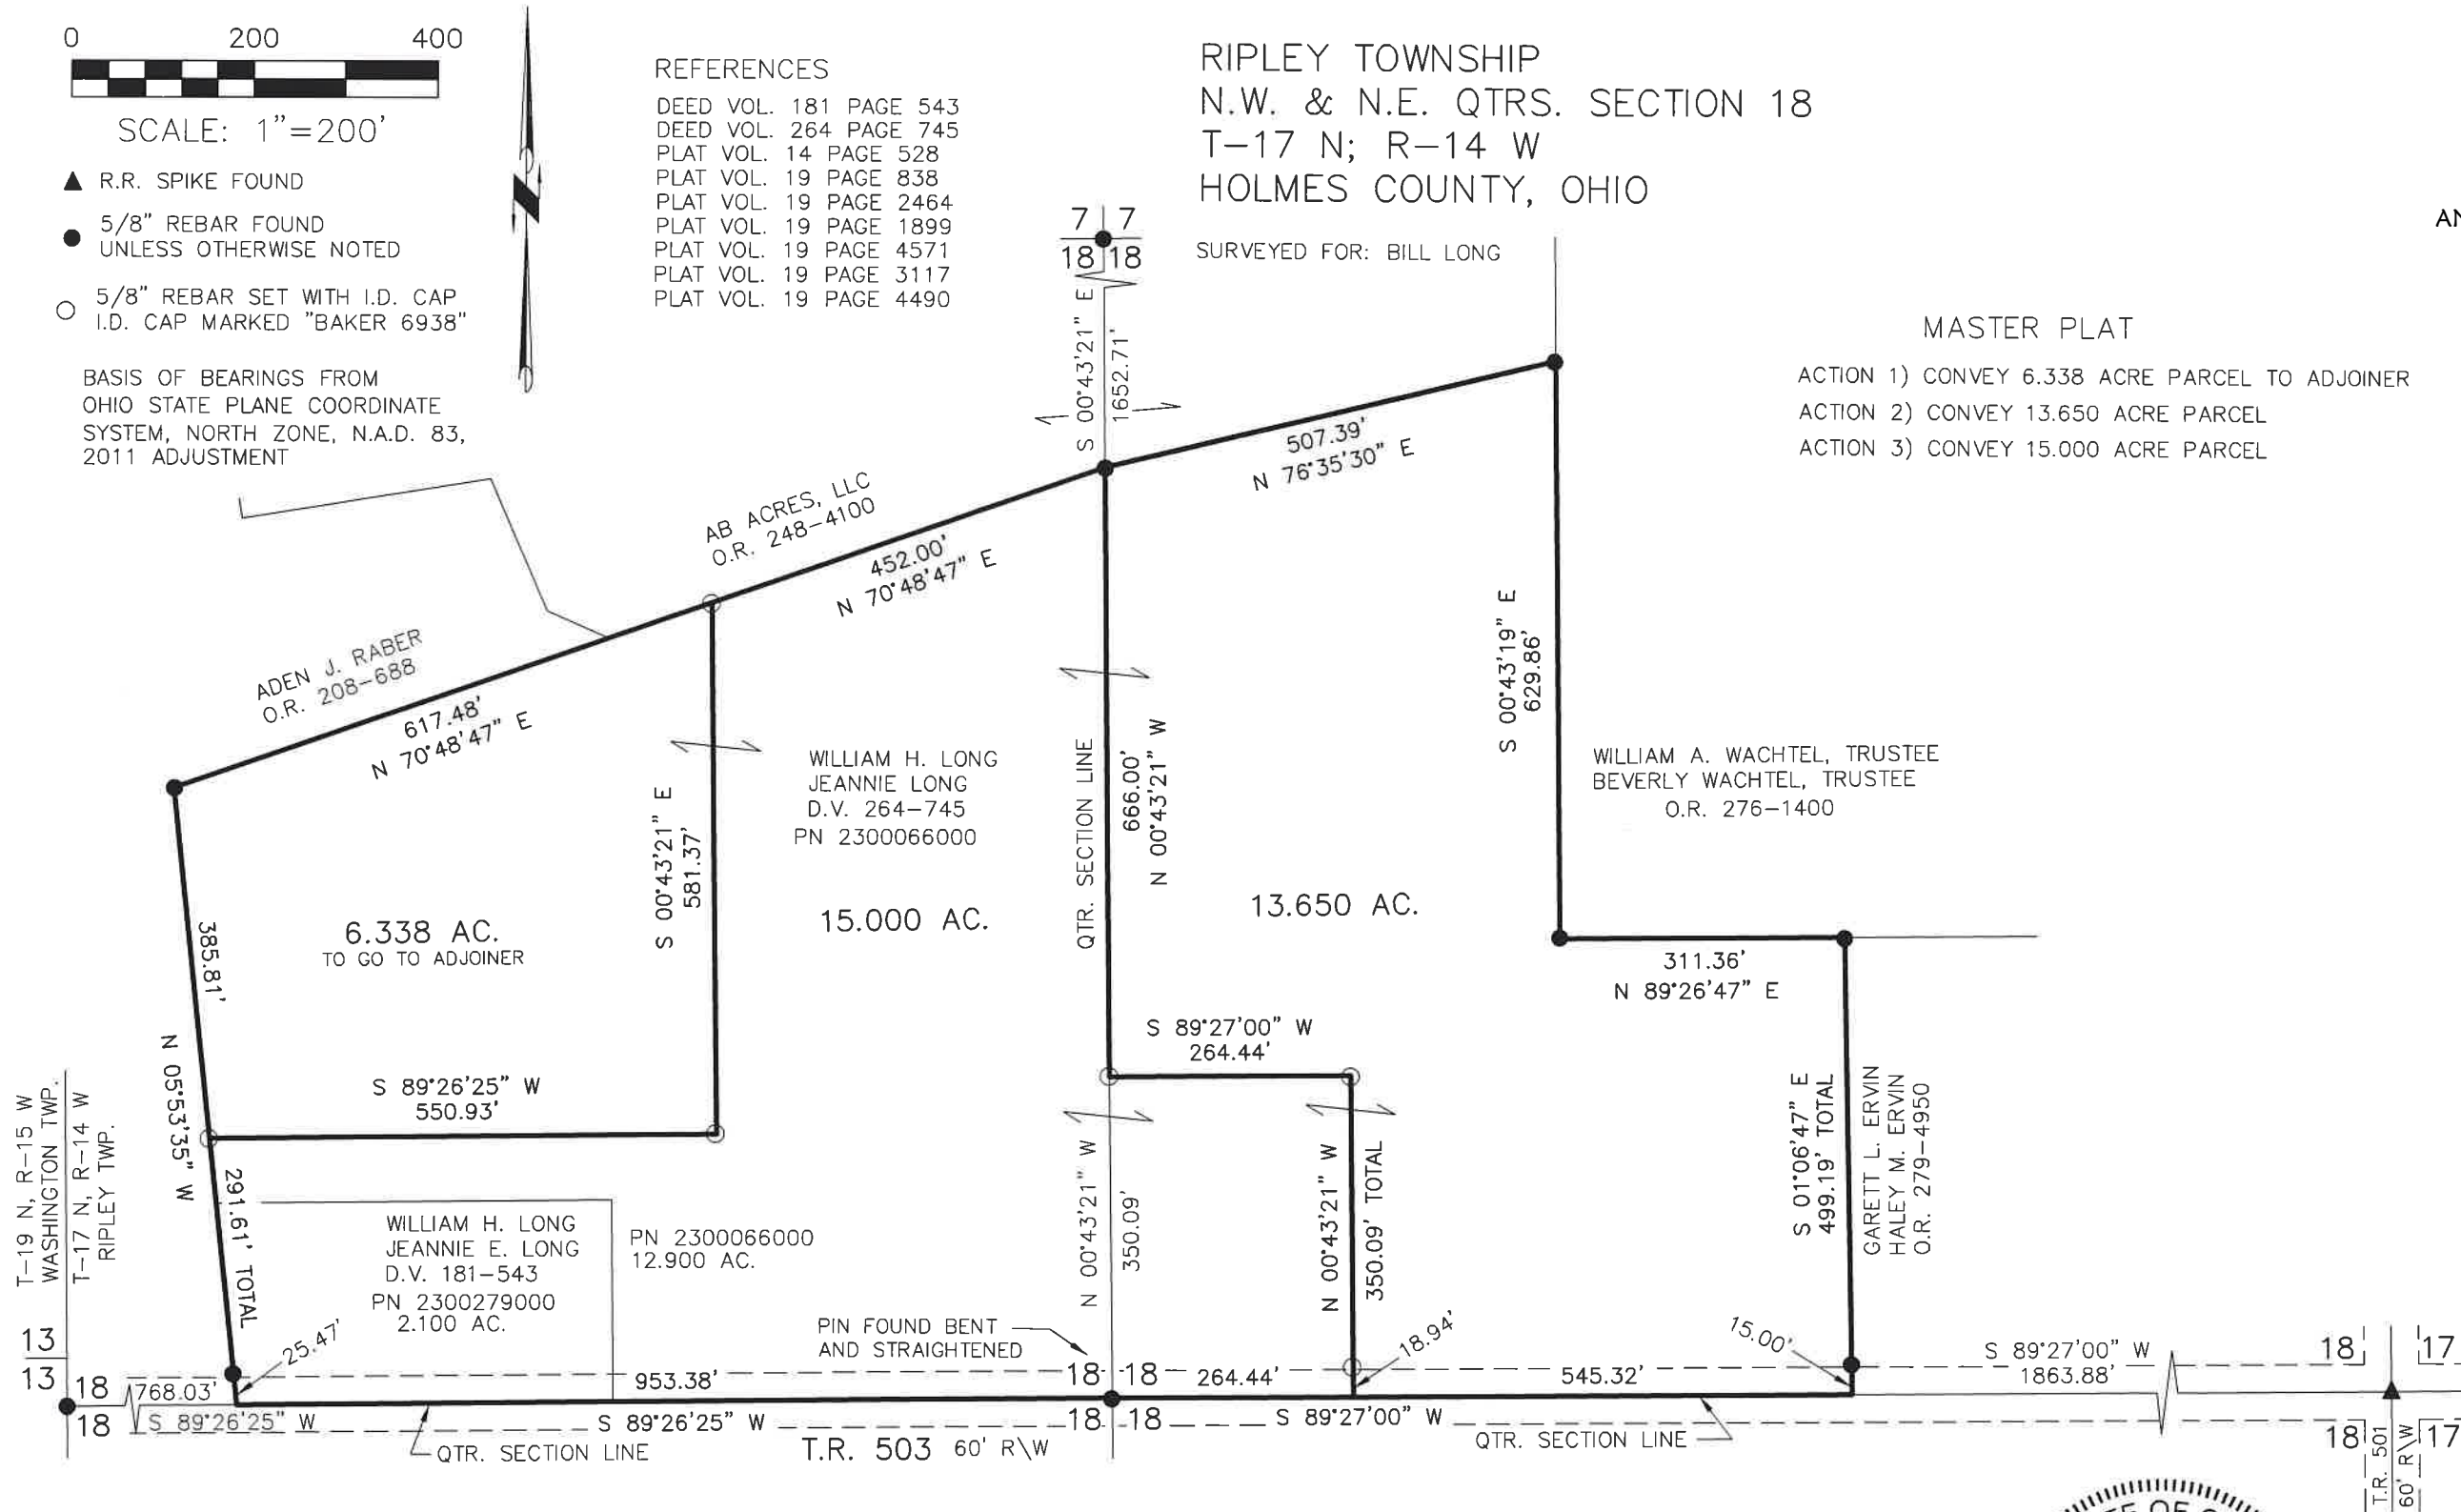 0 200 400
SCALE: 1"=200'
R.R. SPIKE FOUND
5/8" REBAR FOUND
UNLESS OTHERWISE NOTED
5/8" REBAR SET WITH I.D. CAP
I.D. CAP MARKED "BAKER 6938"
BASIS OF BEARINGS FROM
OHIO STATE PLANE COORDINATE
SYSTEM, NORTH ZONE, N.A.D. 83,
2011 ADJUSTMENT
REFERENCES
DEED VOL. 181 PAGE 543
DEED VOL. 264 PAGE 745
PLAT VOL. 14 PAGE 528
PLAT VOL. 19 PAGE 838
PLAT VOL. 19 PAGE 2464
PLAT VOL. 19 PAGE 1899
PLAT VOL. 19 PAGE 4571
PLAT VOL. 19 PAGE 3117
PLAT VOL. 19 PAGE 4490
RIPLEY TOWNSHIP
N.W. & N.E. QTRS. SECTION 18
T-17 N; R-14 W
HOLMES COUNTY, OHIO
SURVEYED FOR: BILL LONG
AN
MASTER PLAT
ACTION 1) CONVEY 6.338 ACRE PARCEL TO ADJOINER
ACTION 2) CONVEY 13.650 ACRE PARCEL
ACTION 3) CONVEY 15.000 ACRE PARCEL
7 7
18 18
S 00°43'21" E
1652.71'
507.39'
N 76°35'30" E
AB ACRES, LLC
O.R. 248-4100
452.00'
N 70°48'47" E
ADEN J. RABER
O.R. 208-688
617.48'
N 70°48'47" E
S 00°43'19" E
629.86'
WILLIAM H. LONG
JEANNIE LONG
D.V. 264-745
PN 2300066000
15.000 AC.
S 00°43'21" E
581.37'
QTR. SECTION LINE
666.00'
N 00°43'21" W
13.650 AC.
WILLIAM A. WACHTEL, TRUSTEE
BEVERLY WACHTEL, TRUSTEE
O.R. 276-1400
6.338 AC.
TO GO TO ADJOINER
385.81'
N 05°53'35" W
311.36'
N 89°26'47" E
S 89°27'00" W
264.44'
S 89°26'25" W
550.93'
T-19 N, R-15 W
WASHINGTON TWP.
T-17 N, R-14 W
RIPLEY TWP.
291.61' TOTAL
WILLIAM H. LONG
JEANNIE E. LONG
D.V. 181-543
PN 2300279000
2.100 AC.
PN 2300066000
12.900 AC.
N 00°43'21" W
350.09'
N 00°43'21" W
350.09' TOTAL
S 01°06'47" E
499.19' TOTAL
GARETT L. ERVIN
HALEY M. ERVIN
O.R. 279-4950
PIN FOUND BENT
AND STRAIGHTENED
25.47'
18.94'
15.00'
13
13
18
18
768.03'
S 89°26'25" W
953.38'
S 89°26'25" W
QTR. SECTION LINE
T.R. 503 60' R\W
18 18
18 18
264.44'
545.32'
S 89°27'00" W
QTR. SECTION LINE
S 89°27'00" W
1863.88'
18 17
18 17
T.R. 501
60' R\W
TE OF